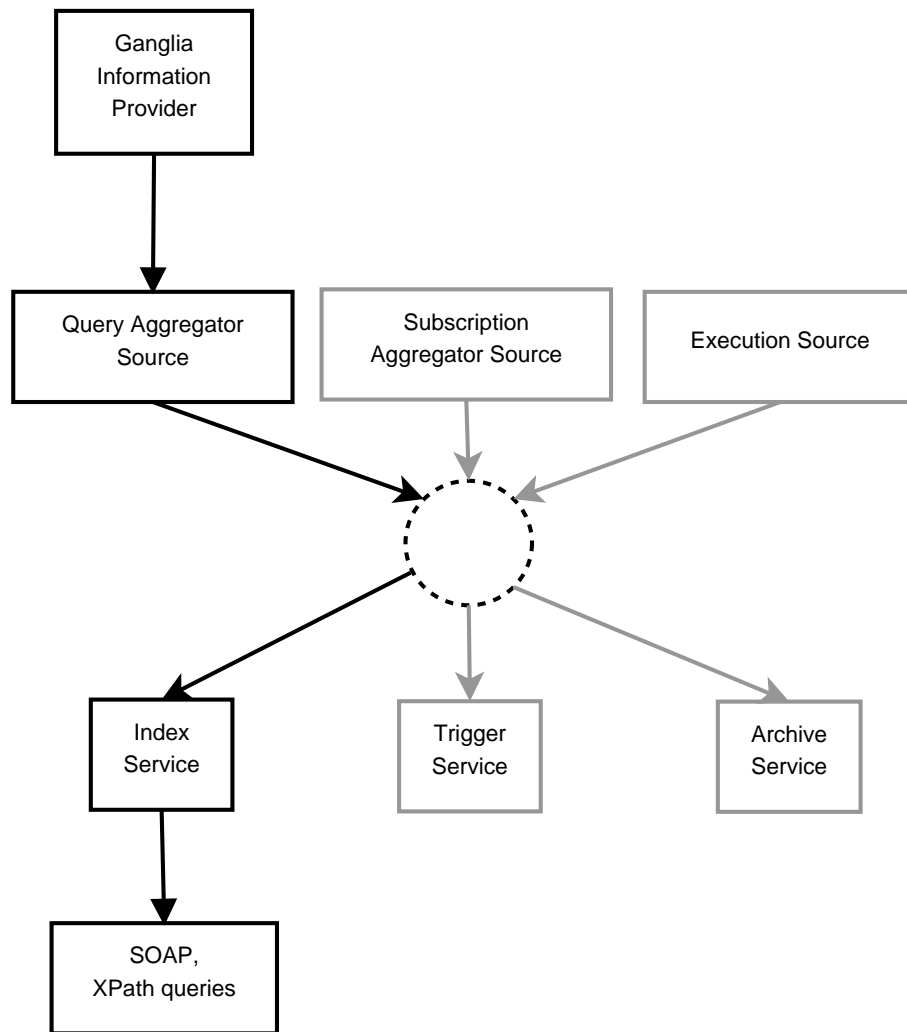 Ganglia
Information
Provider
Query Aggregator
Source
Subscription
Aggregator Source
Execution Source
Index
Service
Trigger
Service
Archive
Service
SOAP,
XPath queries